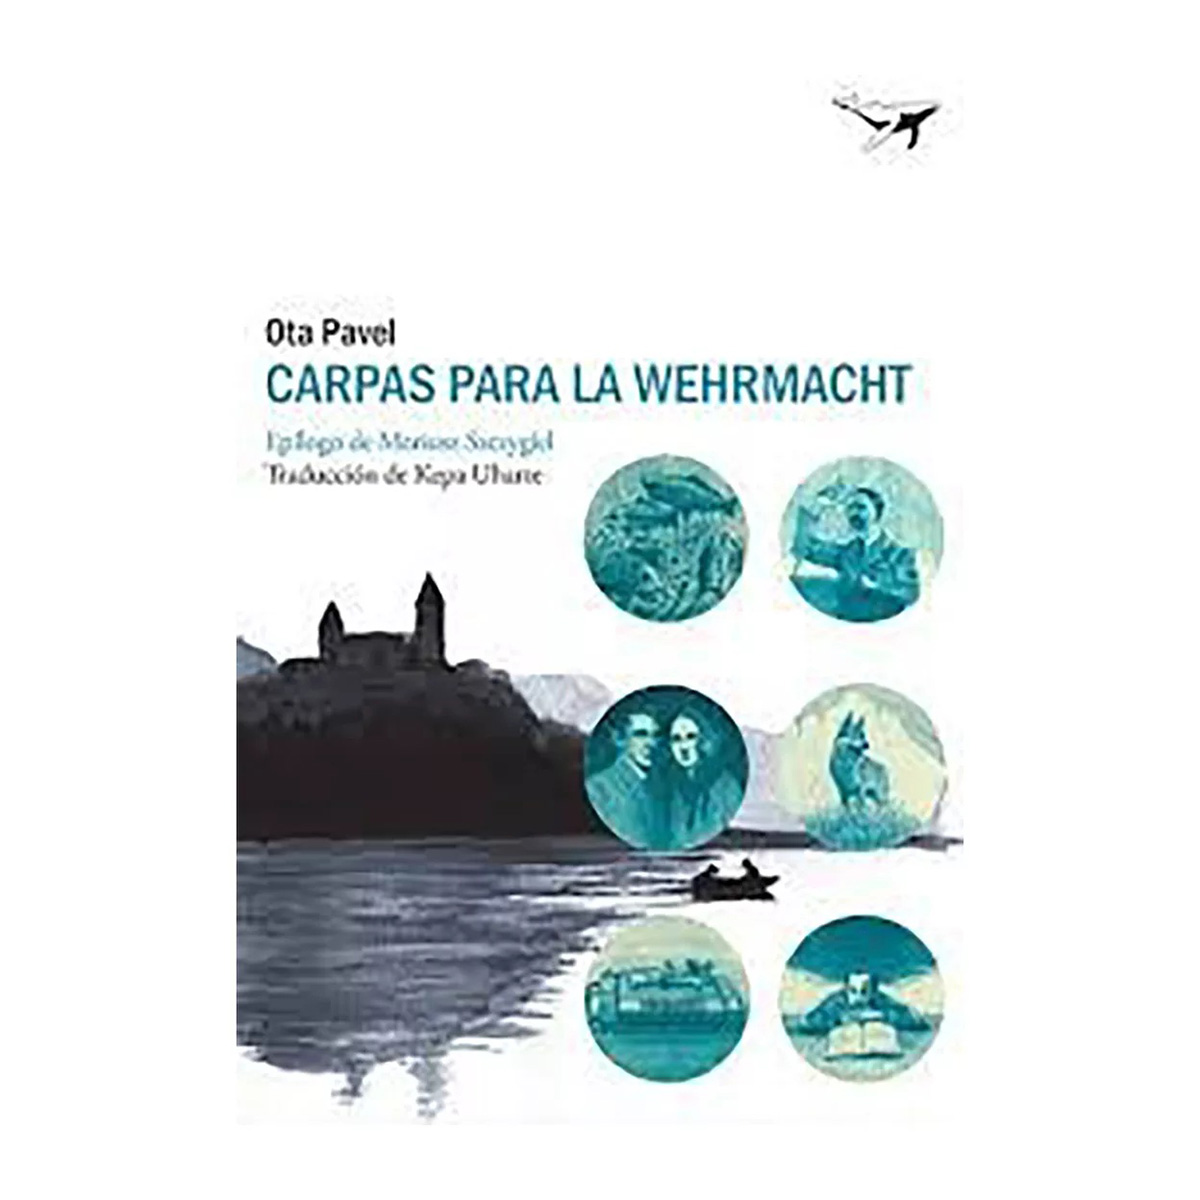 Ota Pavel
CARPAS PARA LA WEHRMACHT
Epílogo de Mariusz Szczygieł
Traducción de Kepa Uharte